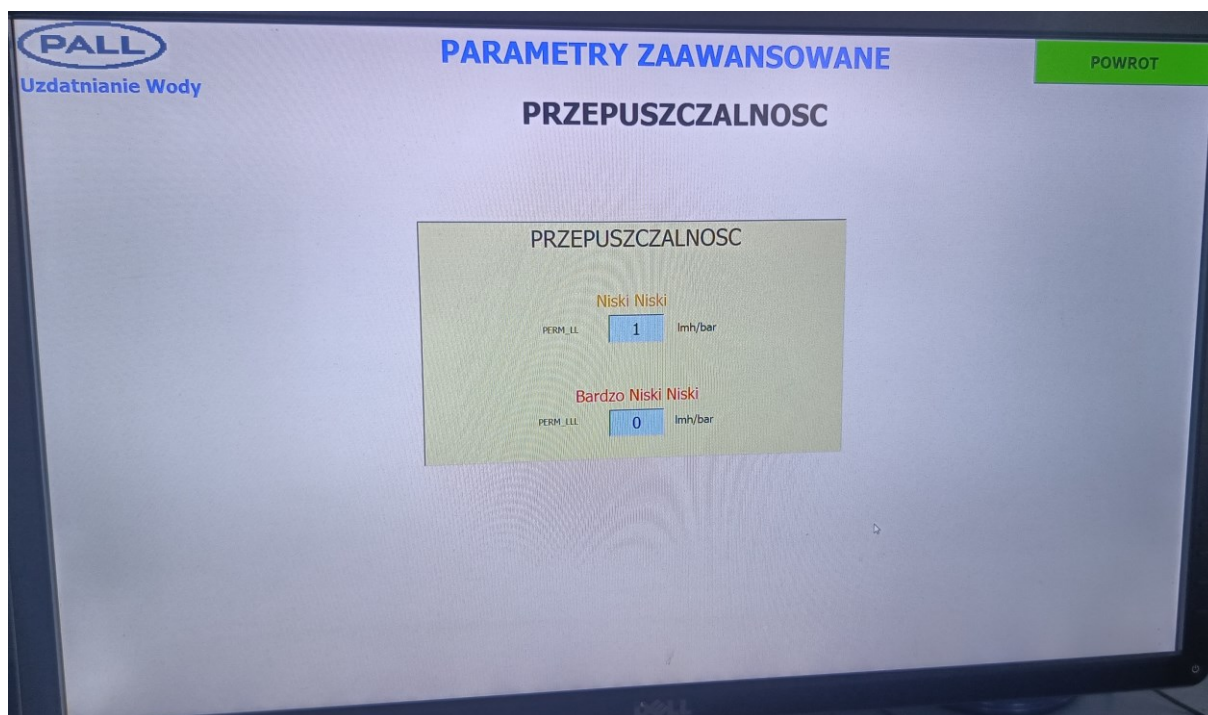 PALL
Uzdatnianie Wody
PARAMETRY ZAAWANSOWANE
POWROT
PRZEPUSZCZALNOSC
PRZEPUSZCZALNOSC
Niski Niski
PERM_LL 1 lmh/bar
Bardzo Niski Niski
PERM_LLL 0 lmh/bar
DELL